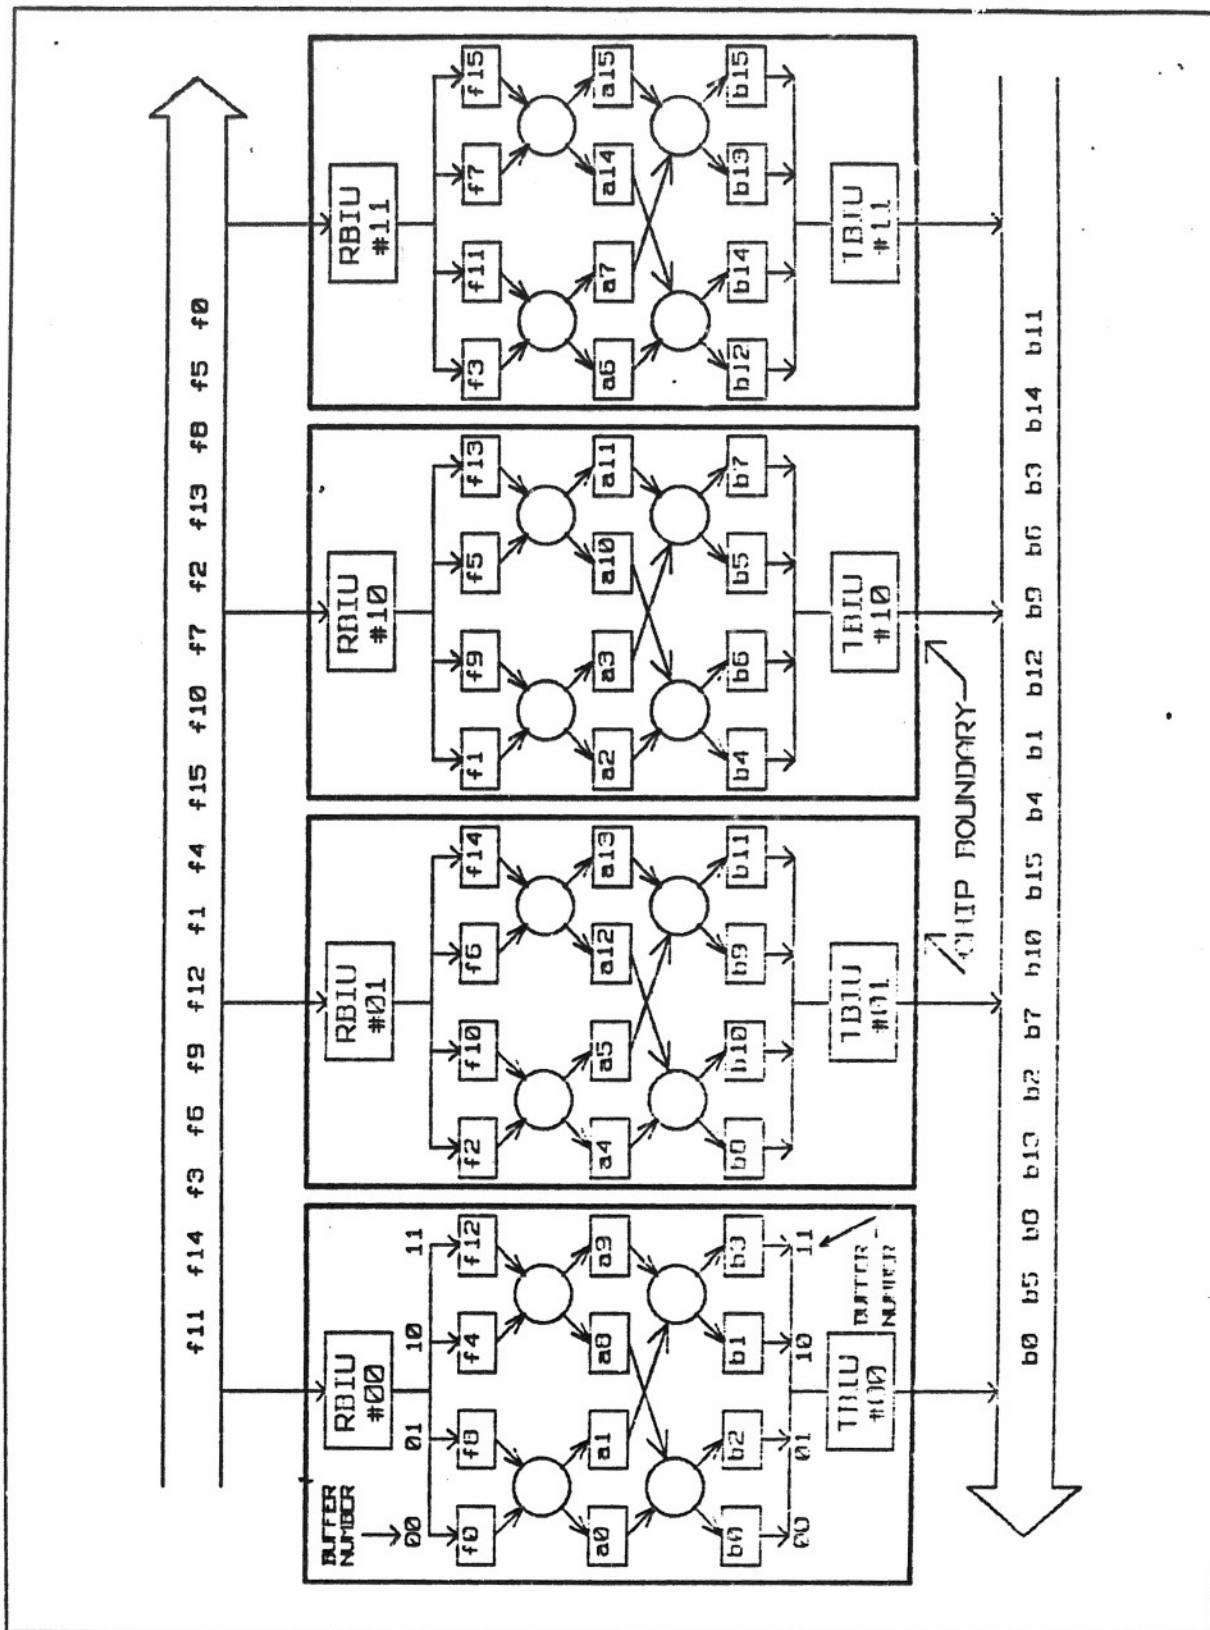 f11 f14 f3 f6 f9 f12 f1 f4 f15 f10 f7 f2 f13 f8 f5 f0
BUFFER
NUMBER
RBIU RBIU RBIU RBIU
#00 #01 #10 #11
00 01 10 11
f0 f8 f4 f12 f2 f10 f6 f14 f1 f9 f5 f13 f3 f11 f7 f15
a0 a1 a8 a9 a4 a5 a12 a13 a2 a3 a10 a11 a6 a7 a14 a15
b0 b2 b1 b3 b8 b10 b9 b11 b4 b6 b5 b7 b12 b14 b13 b15
00 01 10 11
TBIU TBIU TBIU TBIU
#00 #01 #10 #11
BUFFER
NUMBER
CHIP BOUNDARY
b0 b5 b8 b13 b2 b7 b10 b15 b4 b1 b12 b9 b6 b3 b14 b11